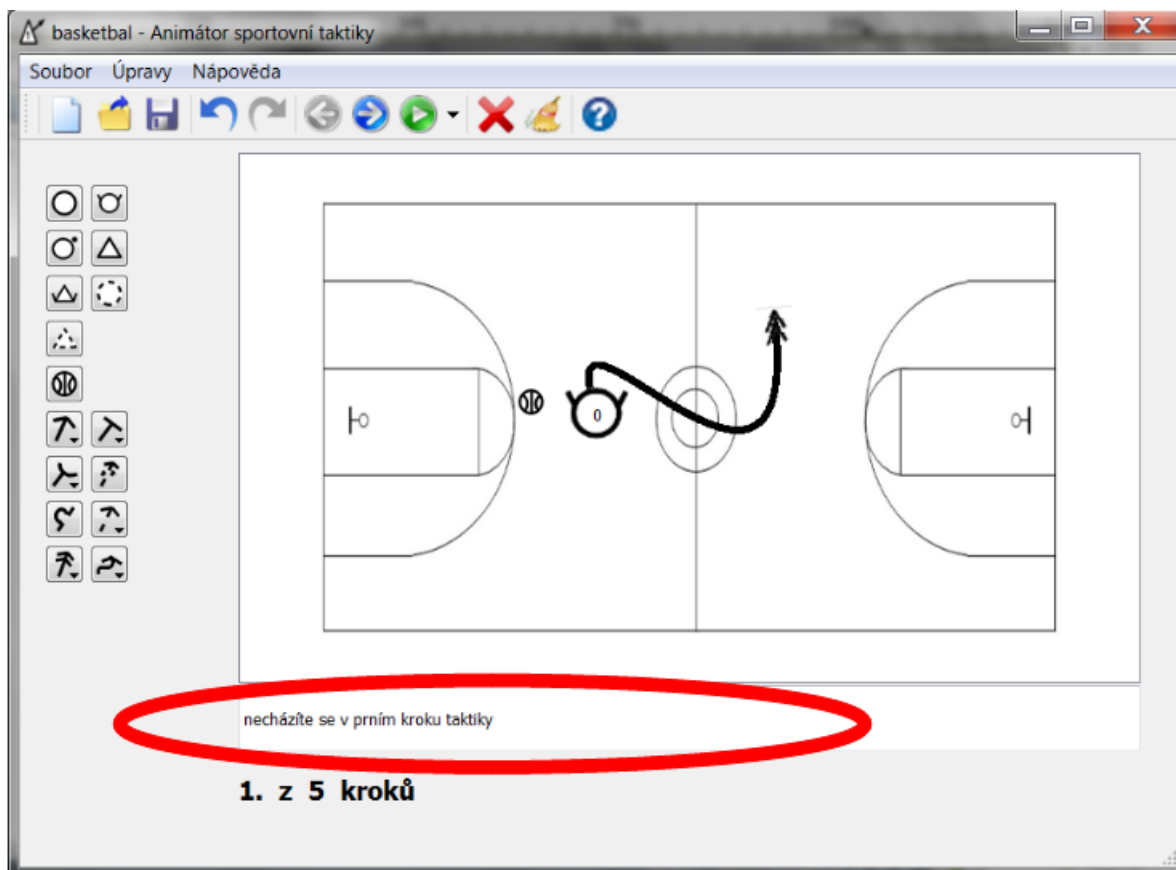 basketbal - Animátor sportovní taktiky
Soubor Úpravy Nápověda
0
necházíte se v prním kroku taktiky
1. z 5 kroků